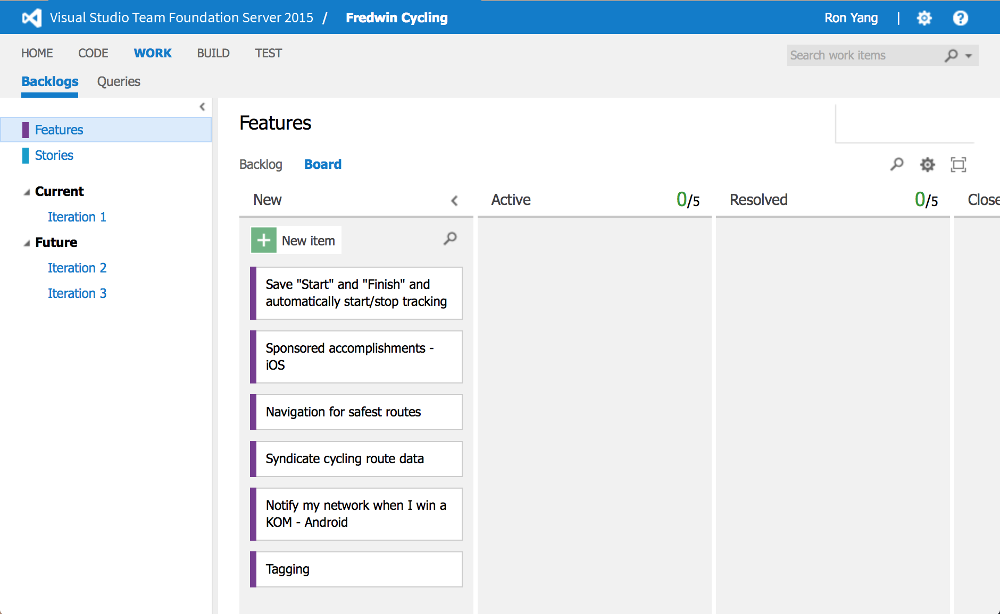 Visual Studio Team Foundation Server 2015 / Fredwin Cycling
Ron Yang |
HOME CODE WORK BUILD TEST
Search work items
Backlogs Queries
Features
Stories
Current
Iteration 1
Future
Iteration 2
Iteration 3
Features
Backlog Board
New
Active 0/5
Resolved 0/5
Close
New item
Save "Start" and "Finish" and
automatically start/stop tracking
Sponsored accomplishments -
iOS
Navigation for safest routes
Syndicate cycling route data
Notify my network when I win a
KOM - Android
Tagging